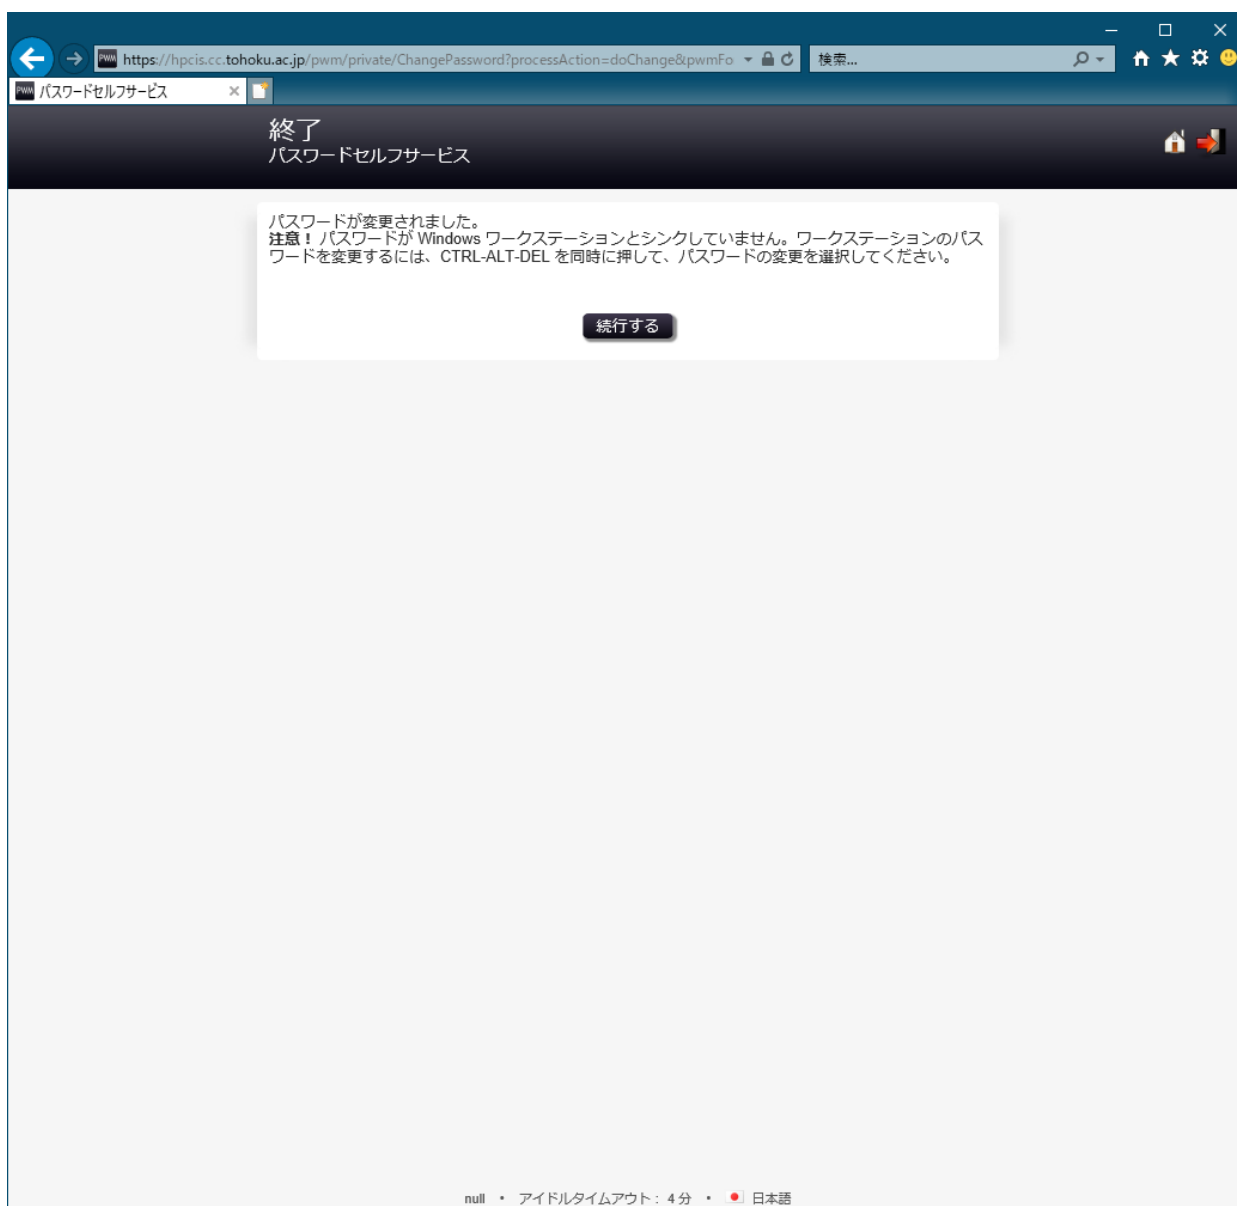 https://hpcis.cc.tohoku.ac.jp/pwm/private/ChangePassword?processAction=doChange&pwmFo
検索...
PWM パスワードセルフサービス
終了
パスワードセルフサービス
パスワードが変更されました。
注意！パスワードが Windows ワークステーションとシンクしていません。ワークステーションのパス
ワードを変更するには、CTRL-ALT-DEL を同時に押して、パスワードの変更を選択してください。
続行する
null ・ アイドルタイムアウト： 4 分 ・ 日本語